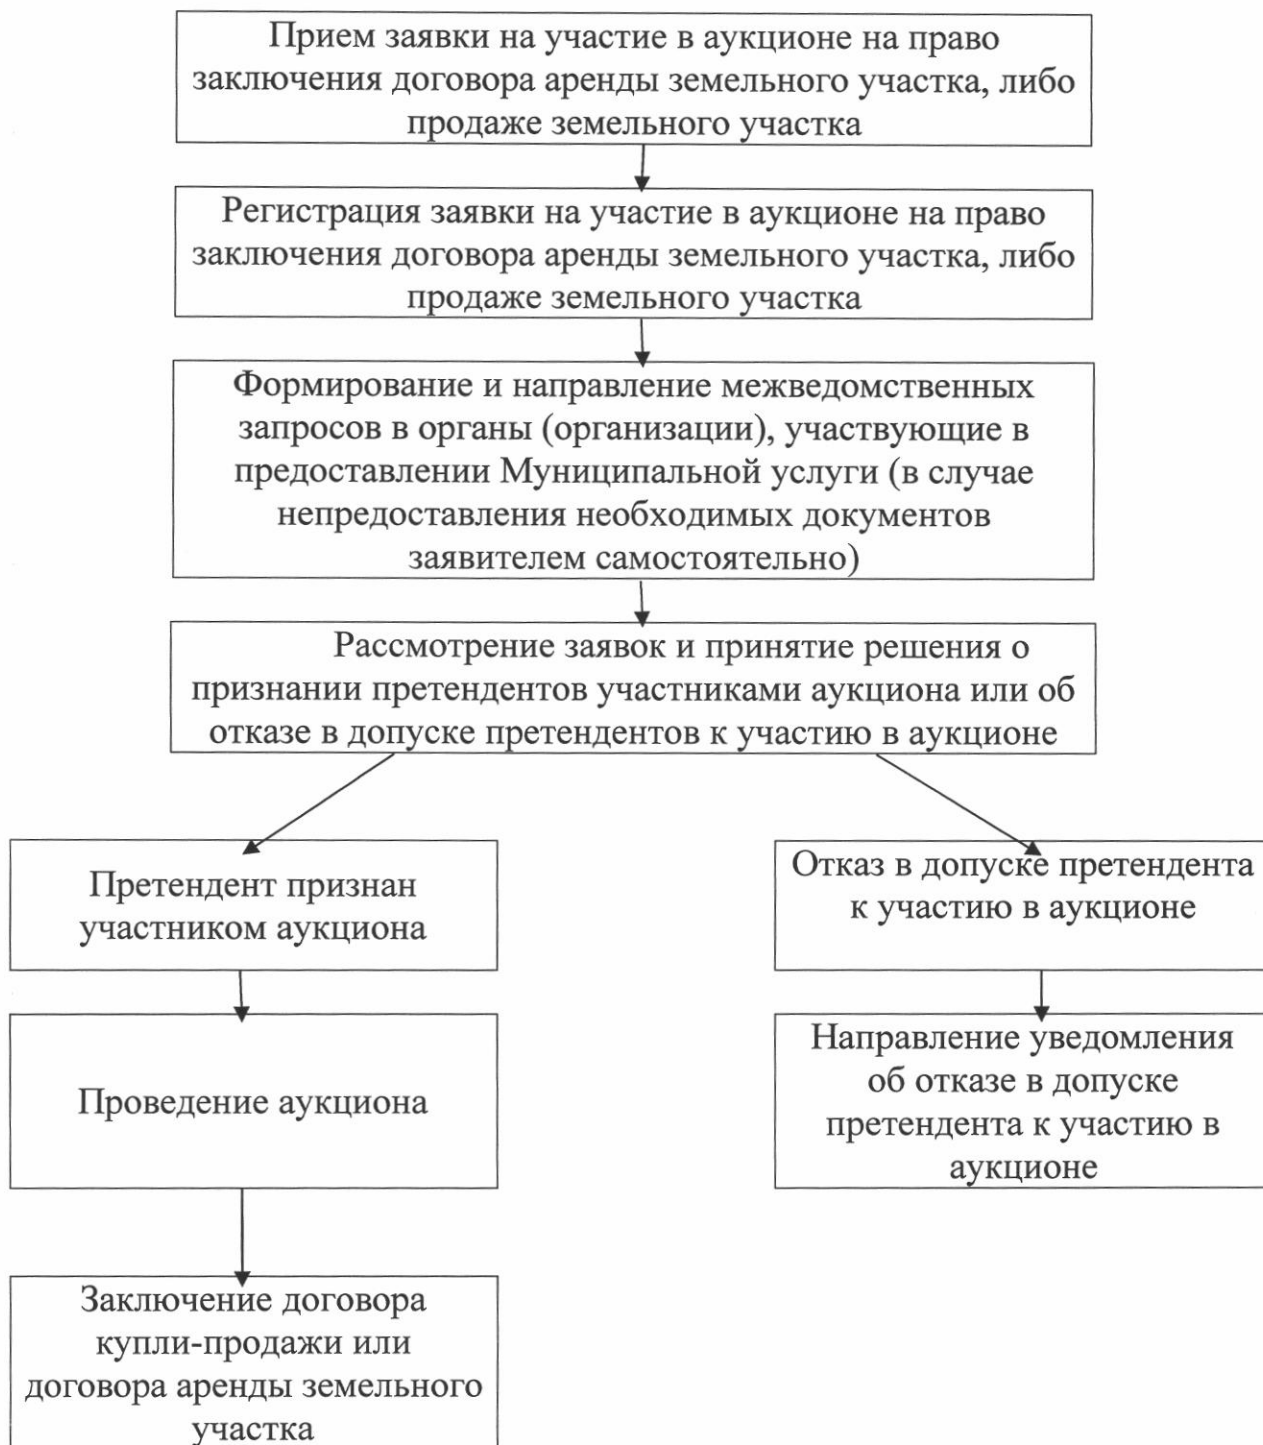 Прием заявки на участие в аукционе на право
заключения договора аренды земельного участка, либо
продаже земельного участка
Регистрация заявки на участие в аукционе на право
заключения договора аренды земельного участка, либо
продаже земельного участка
Формирование и направление межведомственных
запросов в органы (организации), участвующие в
предоставлении Муниципальной услуги (в случае
непредоставления необходимых документов
заявителем самостоятельно)
Рассмотрение заявок и принятие решения о
признании претендентов участниками аукциона или об
отказе в допуске претендентов к участию в аукционе
Претендент признан
участником аукциона
Отказ в допуске претендента
к участию в аукционе
Проведение аукциона
Направление уведомления
об отказе в допуске
претендента к участию в
аукционе
Заключение договора
купли-продажи или
договора аренды земельного
участка